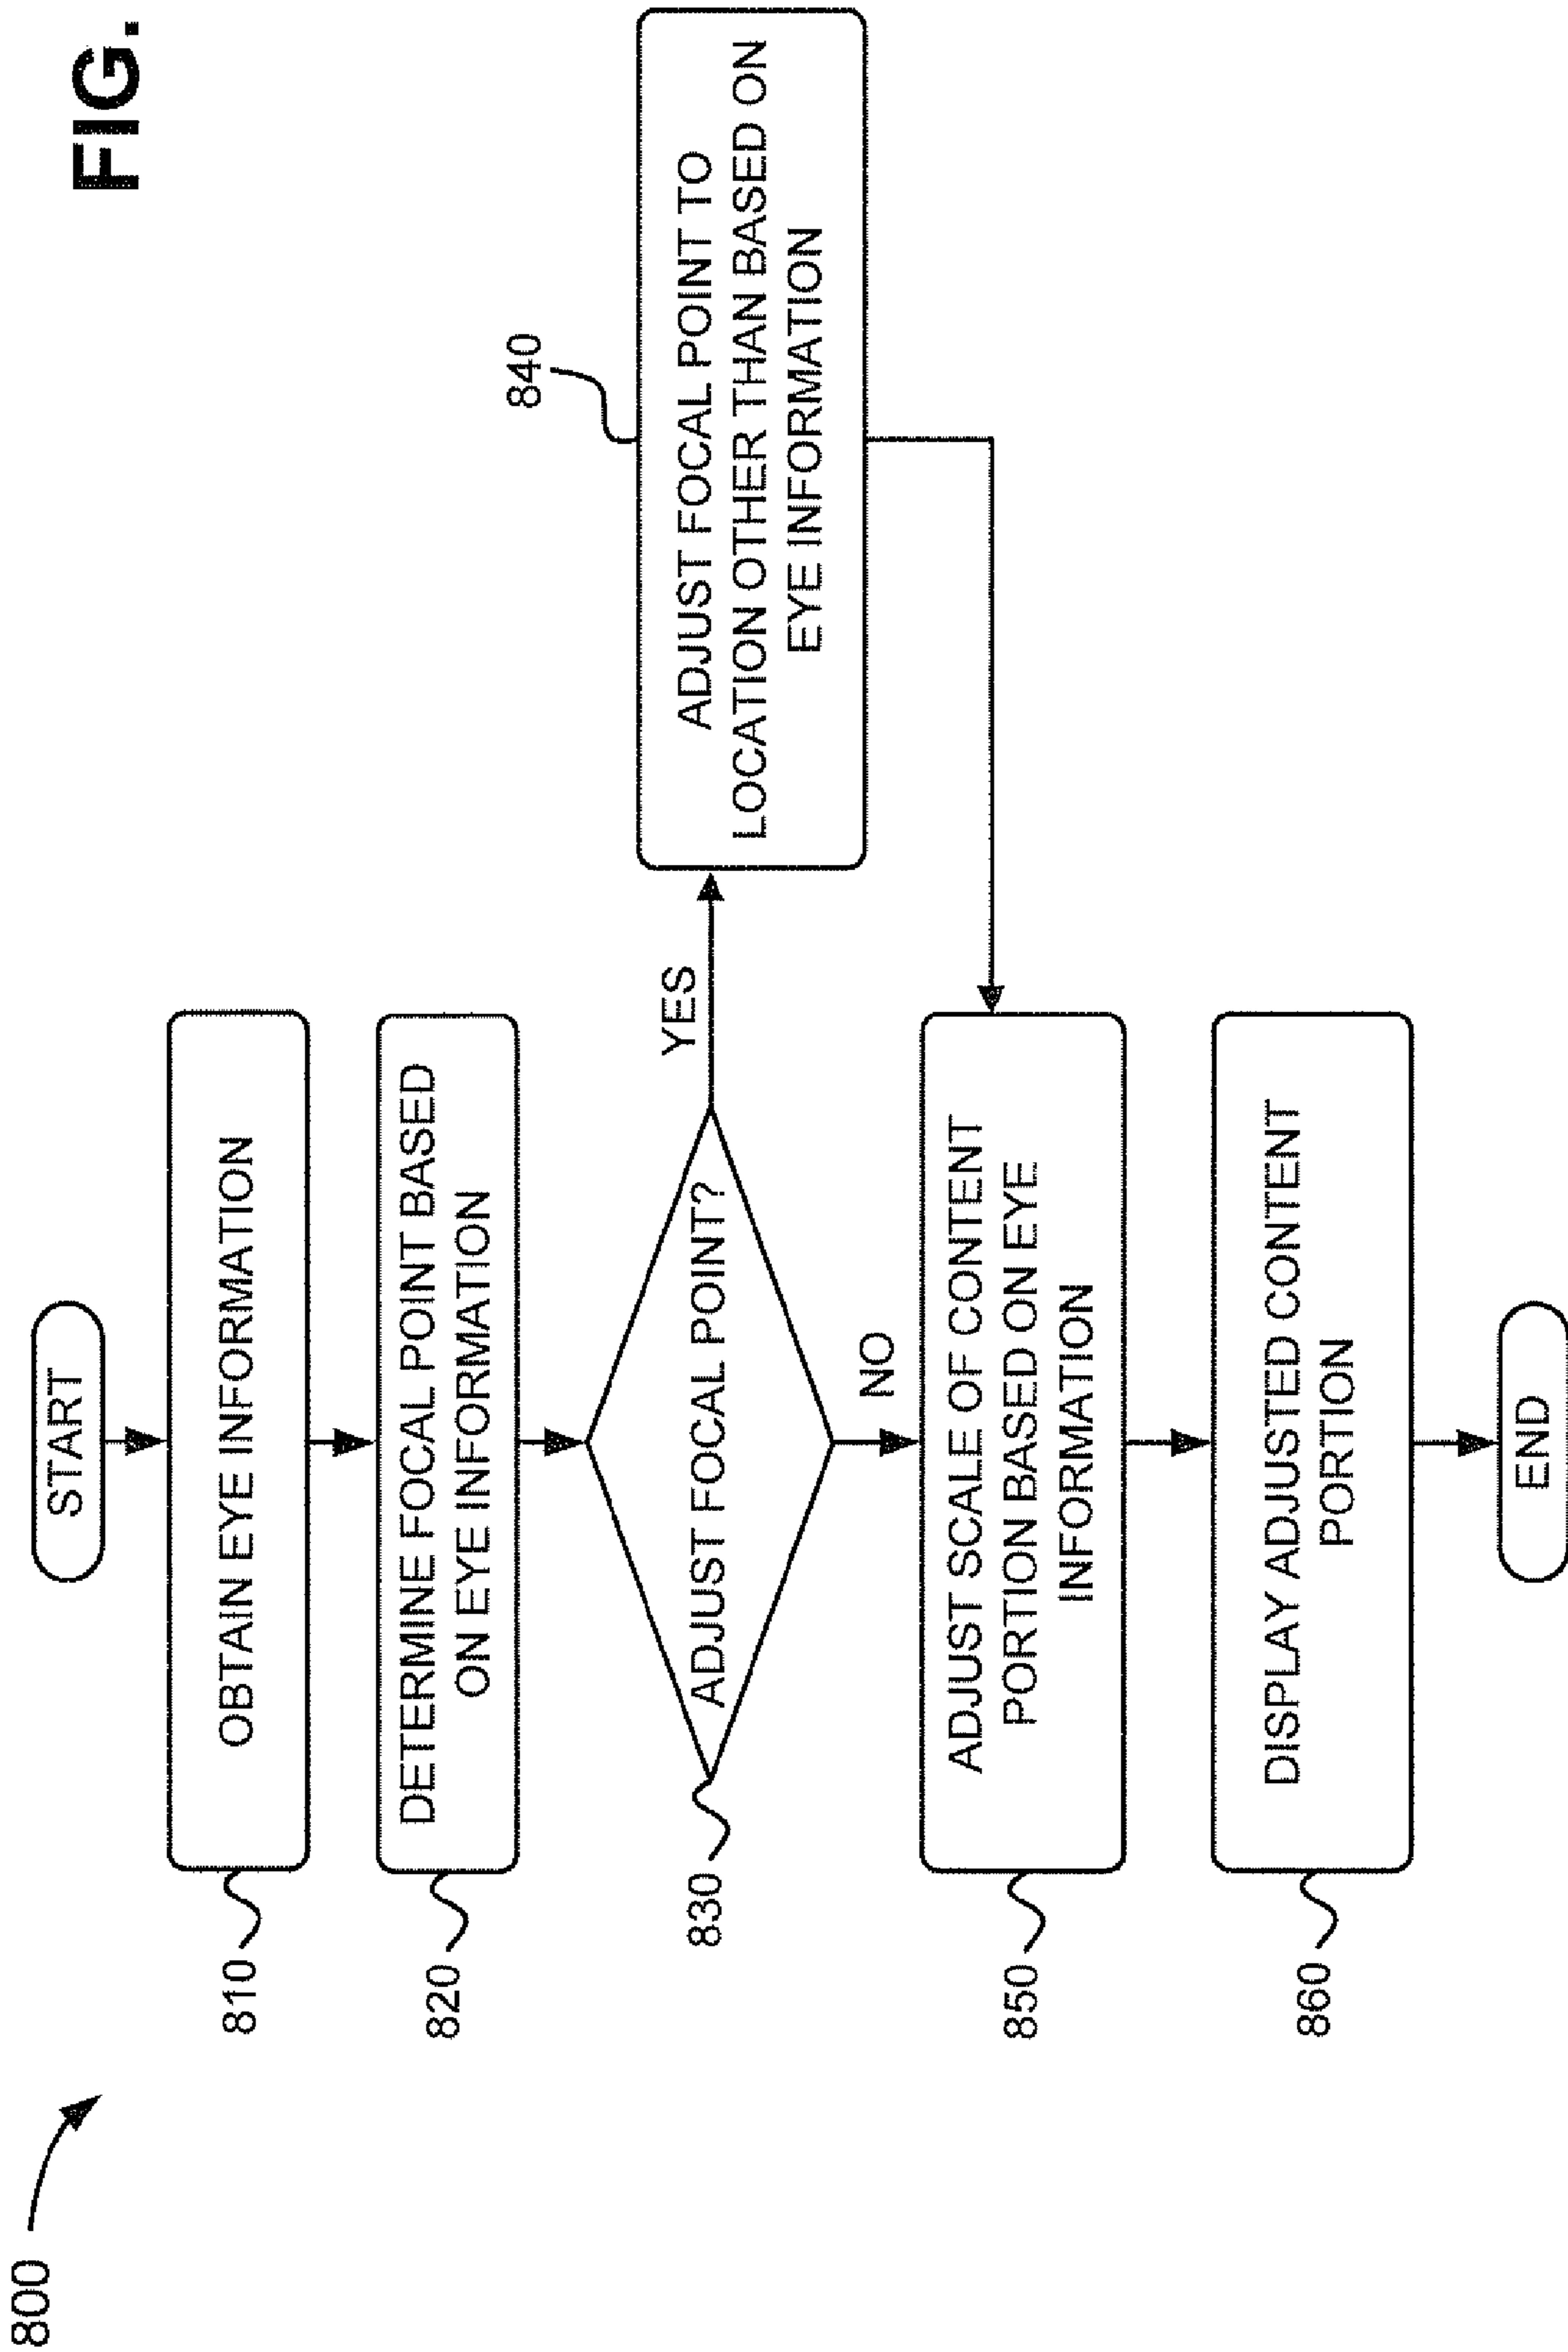 800
FIG.
START
810
OBTAIN EYE INFORMATION
820
DETERMINE FOCAL POINT BASED
ON EYE INFORMATION
830
ADJUST FOCAL POINT?
YES
840
ADJUST FOCAL POINT TO
LOCATION OTHER THAN BASED ON
EYE INFORMATION
NO
850
ADJUST SCALE OF CONTENT
PORTION BASED ON EYE
INFORMATION
860
DISPLAY ADJUSTED CONTENT
PORTION
END